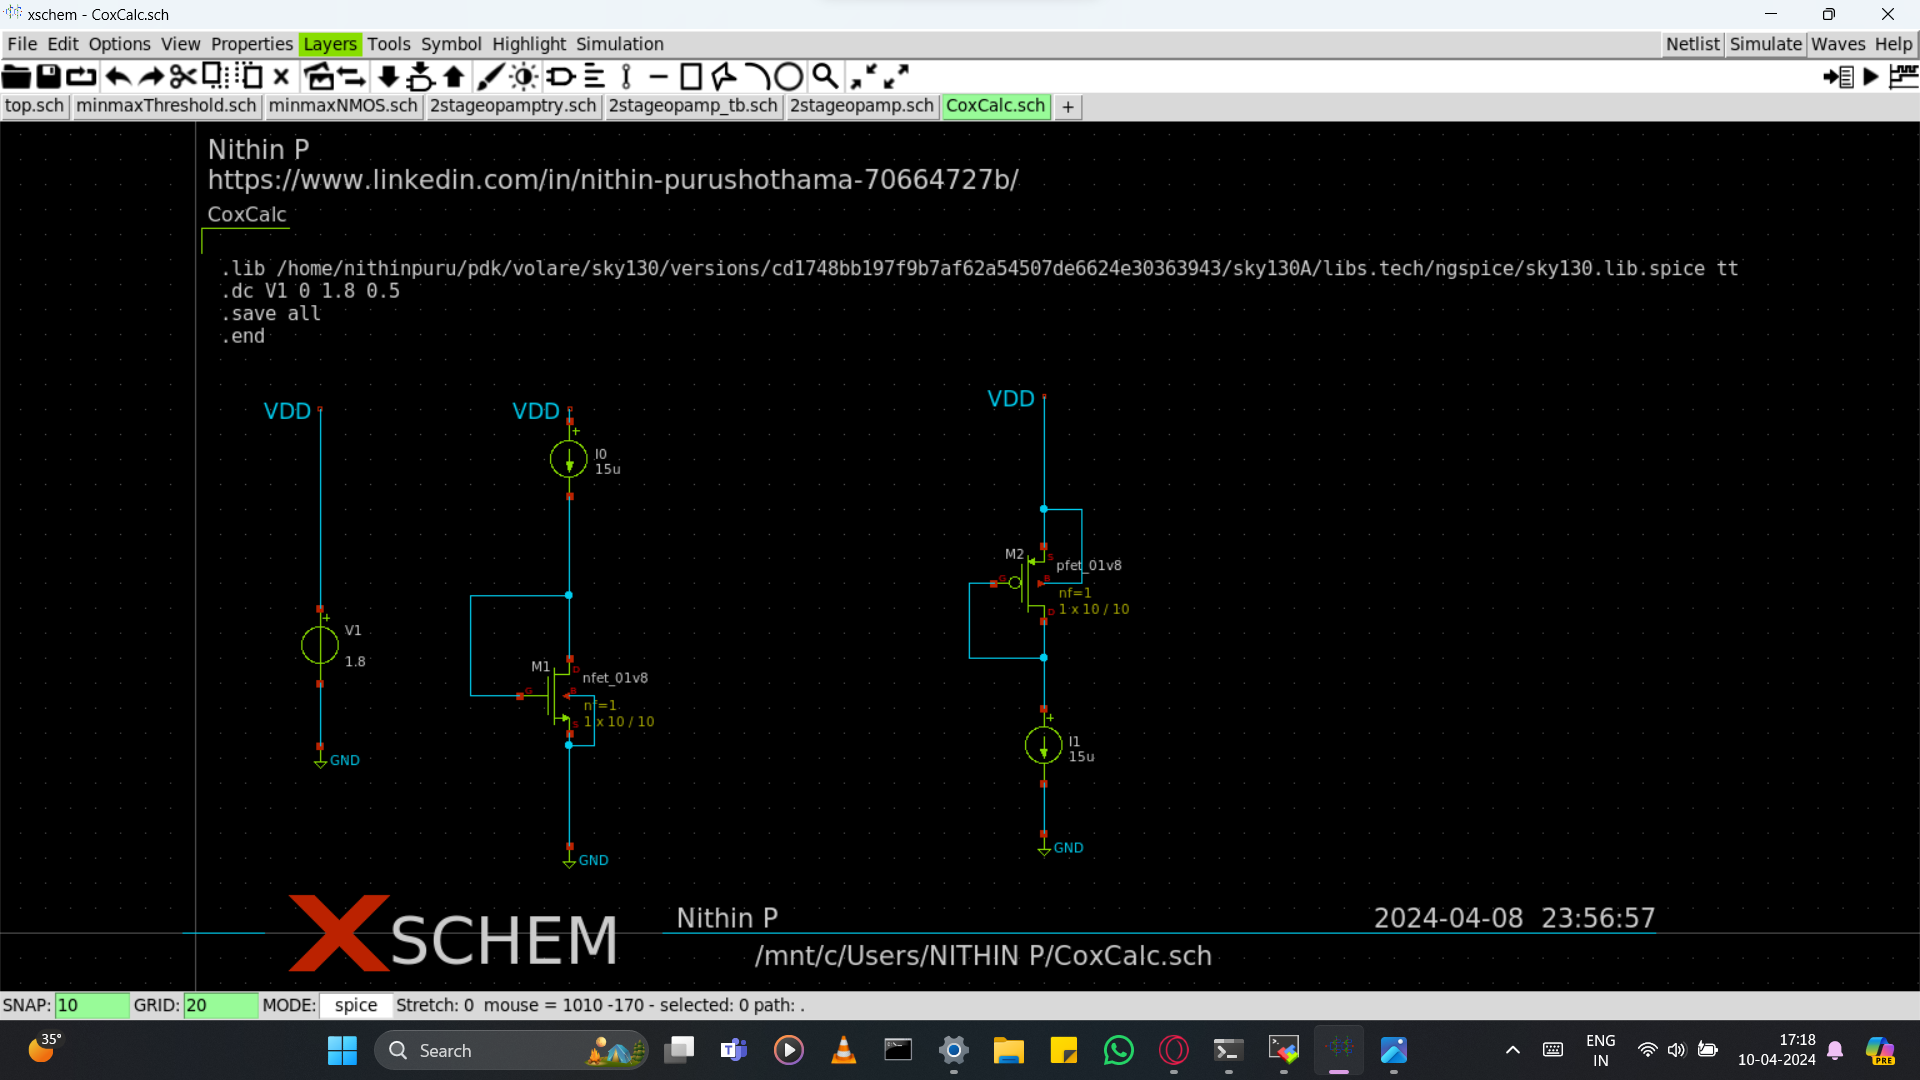 xschem - CoxCalc.sch
File Edit Options View Properties Layers Tools Symbol Highlight Simulation Netlist Simulate Waves Help
top.sch minmaxThreshold.sch minmaxNMOS.sch 2stageopamptry.sch 2stageopamp_tb.sch 2stageopamp.sch CoxCalc.sch +
Nithin P
https://www.linkedin.com/in/nithin-purushothama-70664727b/
CoxCalc
.lib /home/nithinpuru/pdk/volare/sky130/versions/cd1748bb197f9b7af62a54507de6624e30363943/sky130A/libs.tech/ngspice/sky130.lib.spice tt
.dc V1 0 1.8 0.5
.save all
.end
VDD
V1
1.8
GND
VDD
I0
15u
M1
D
nfet_01v8
G
B
nf=1
S
1 x 10 / 10
GND
VDD
M2
S
pfet_01v8
G
B
nf=1
D
1 x 10 / 10
I1
15u
GND
XSCHEM
Nithin P
2024-04-08 23:56:57
/mnt/c/Users/NITHIN P/CoxCalc.sch
SNAP: 10 GRID: 20 MODE: spice Stretch: 0 mouse = 1010 -170 - selected: 0 path: .
35°
Search
ENG
IN
17:18
10-04-2024
PRE